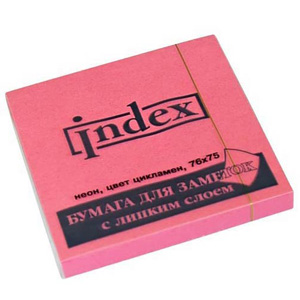 index
неон, цвет цикламен, 76x75
БУМАГА ДЛЯ ЗАМЕТОК
с липким слоем